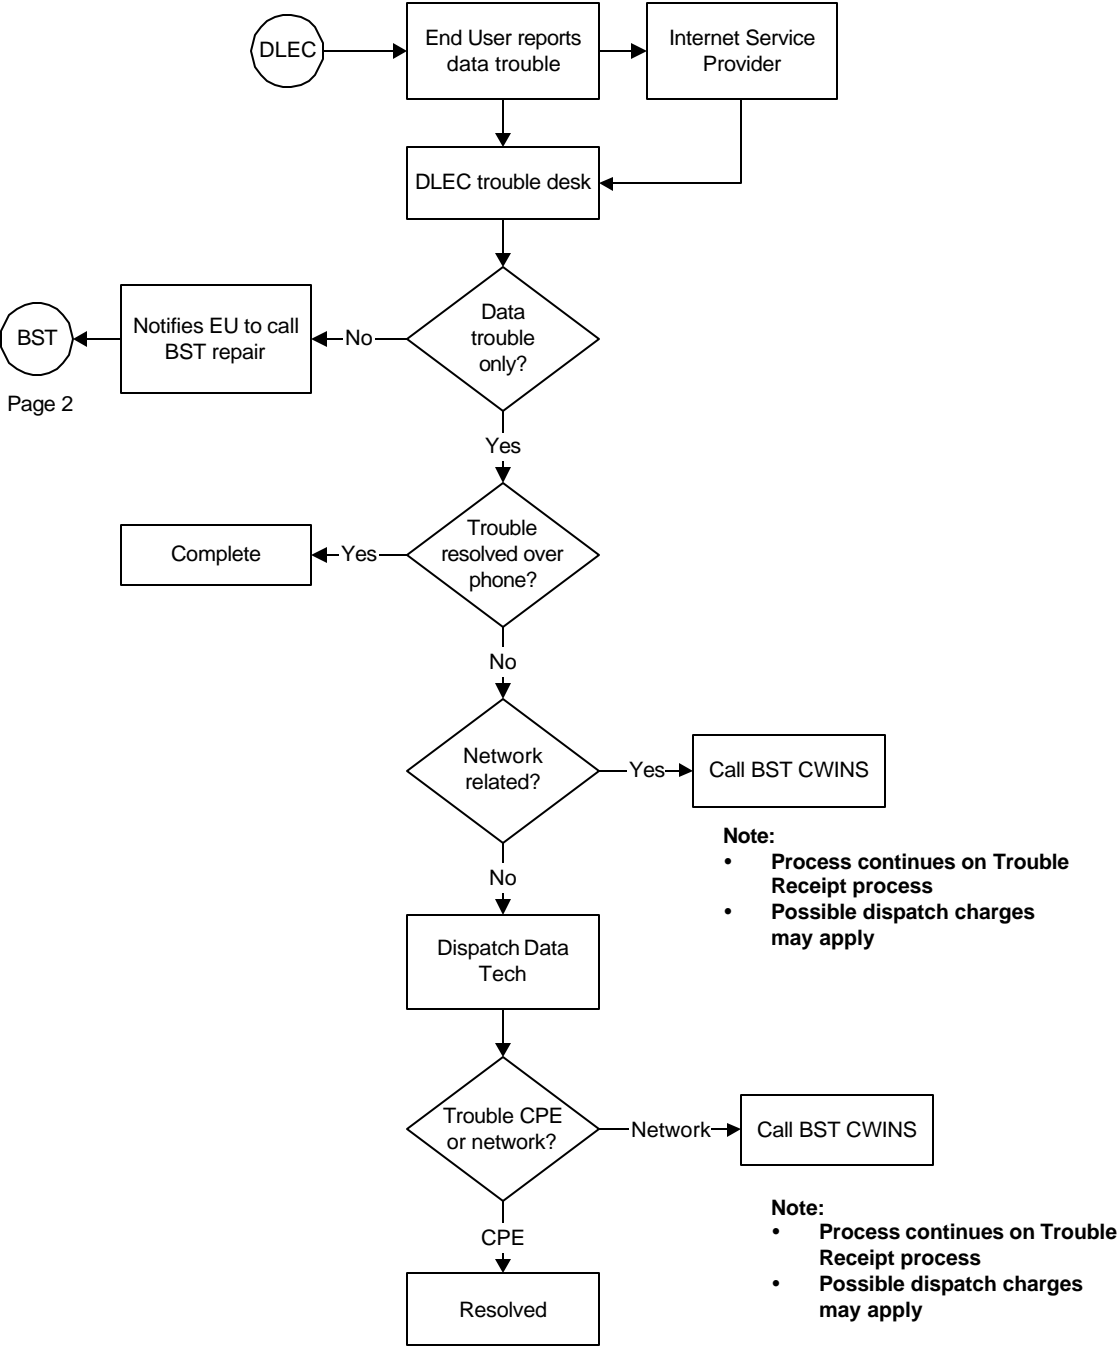 DLEC
End User reports
data trouble
Internet Service
Provider
DLEC trouble desk
Data
trouble
only?
No
Notifies EU to call
BST repair
BST
Page 2
Yes
Trouble
resolved over
phone?
Yes
Complete
No
Network
related?
Yes
Call BST CWINS
Note:
• Process continues on Trouble
Receipt process
• Possible dispatch charges
may apply
No
Dispatch Data
Tech
Trouble CPE
or network?
Network
Call BST CWINS
Note:
• Process continues on Trouble
Receipt process
• Possible dispatch charges
may apply
CPE
Resolved